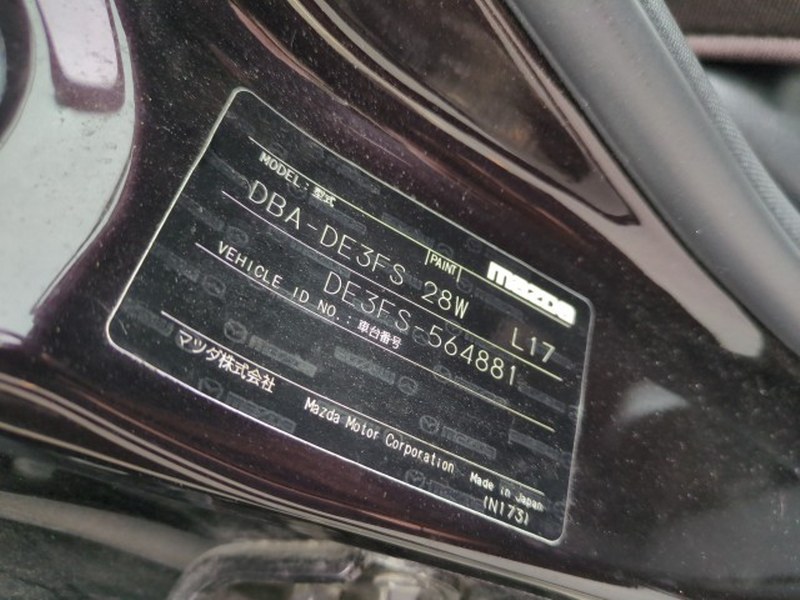 MODEL: 型式
DBA-DE3FS PAINT 28W L17
mazda
VEHICLE ID NO.: 車台番号
DE3FS-564881
マツダ株式会社 Mazda Motor Corporation Made in Japan
(N173)